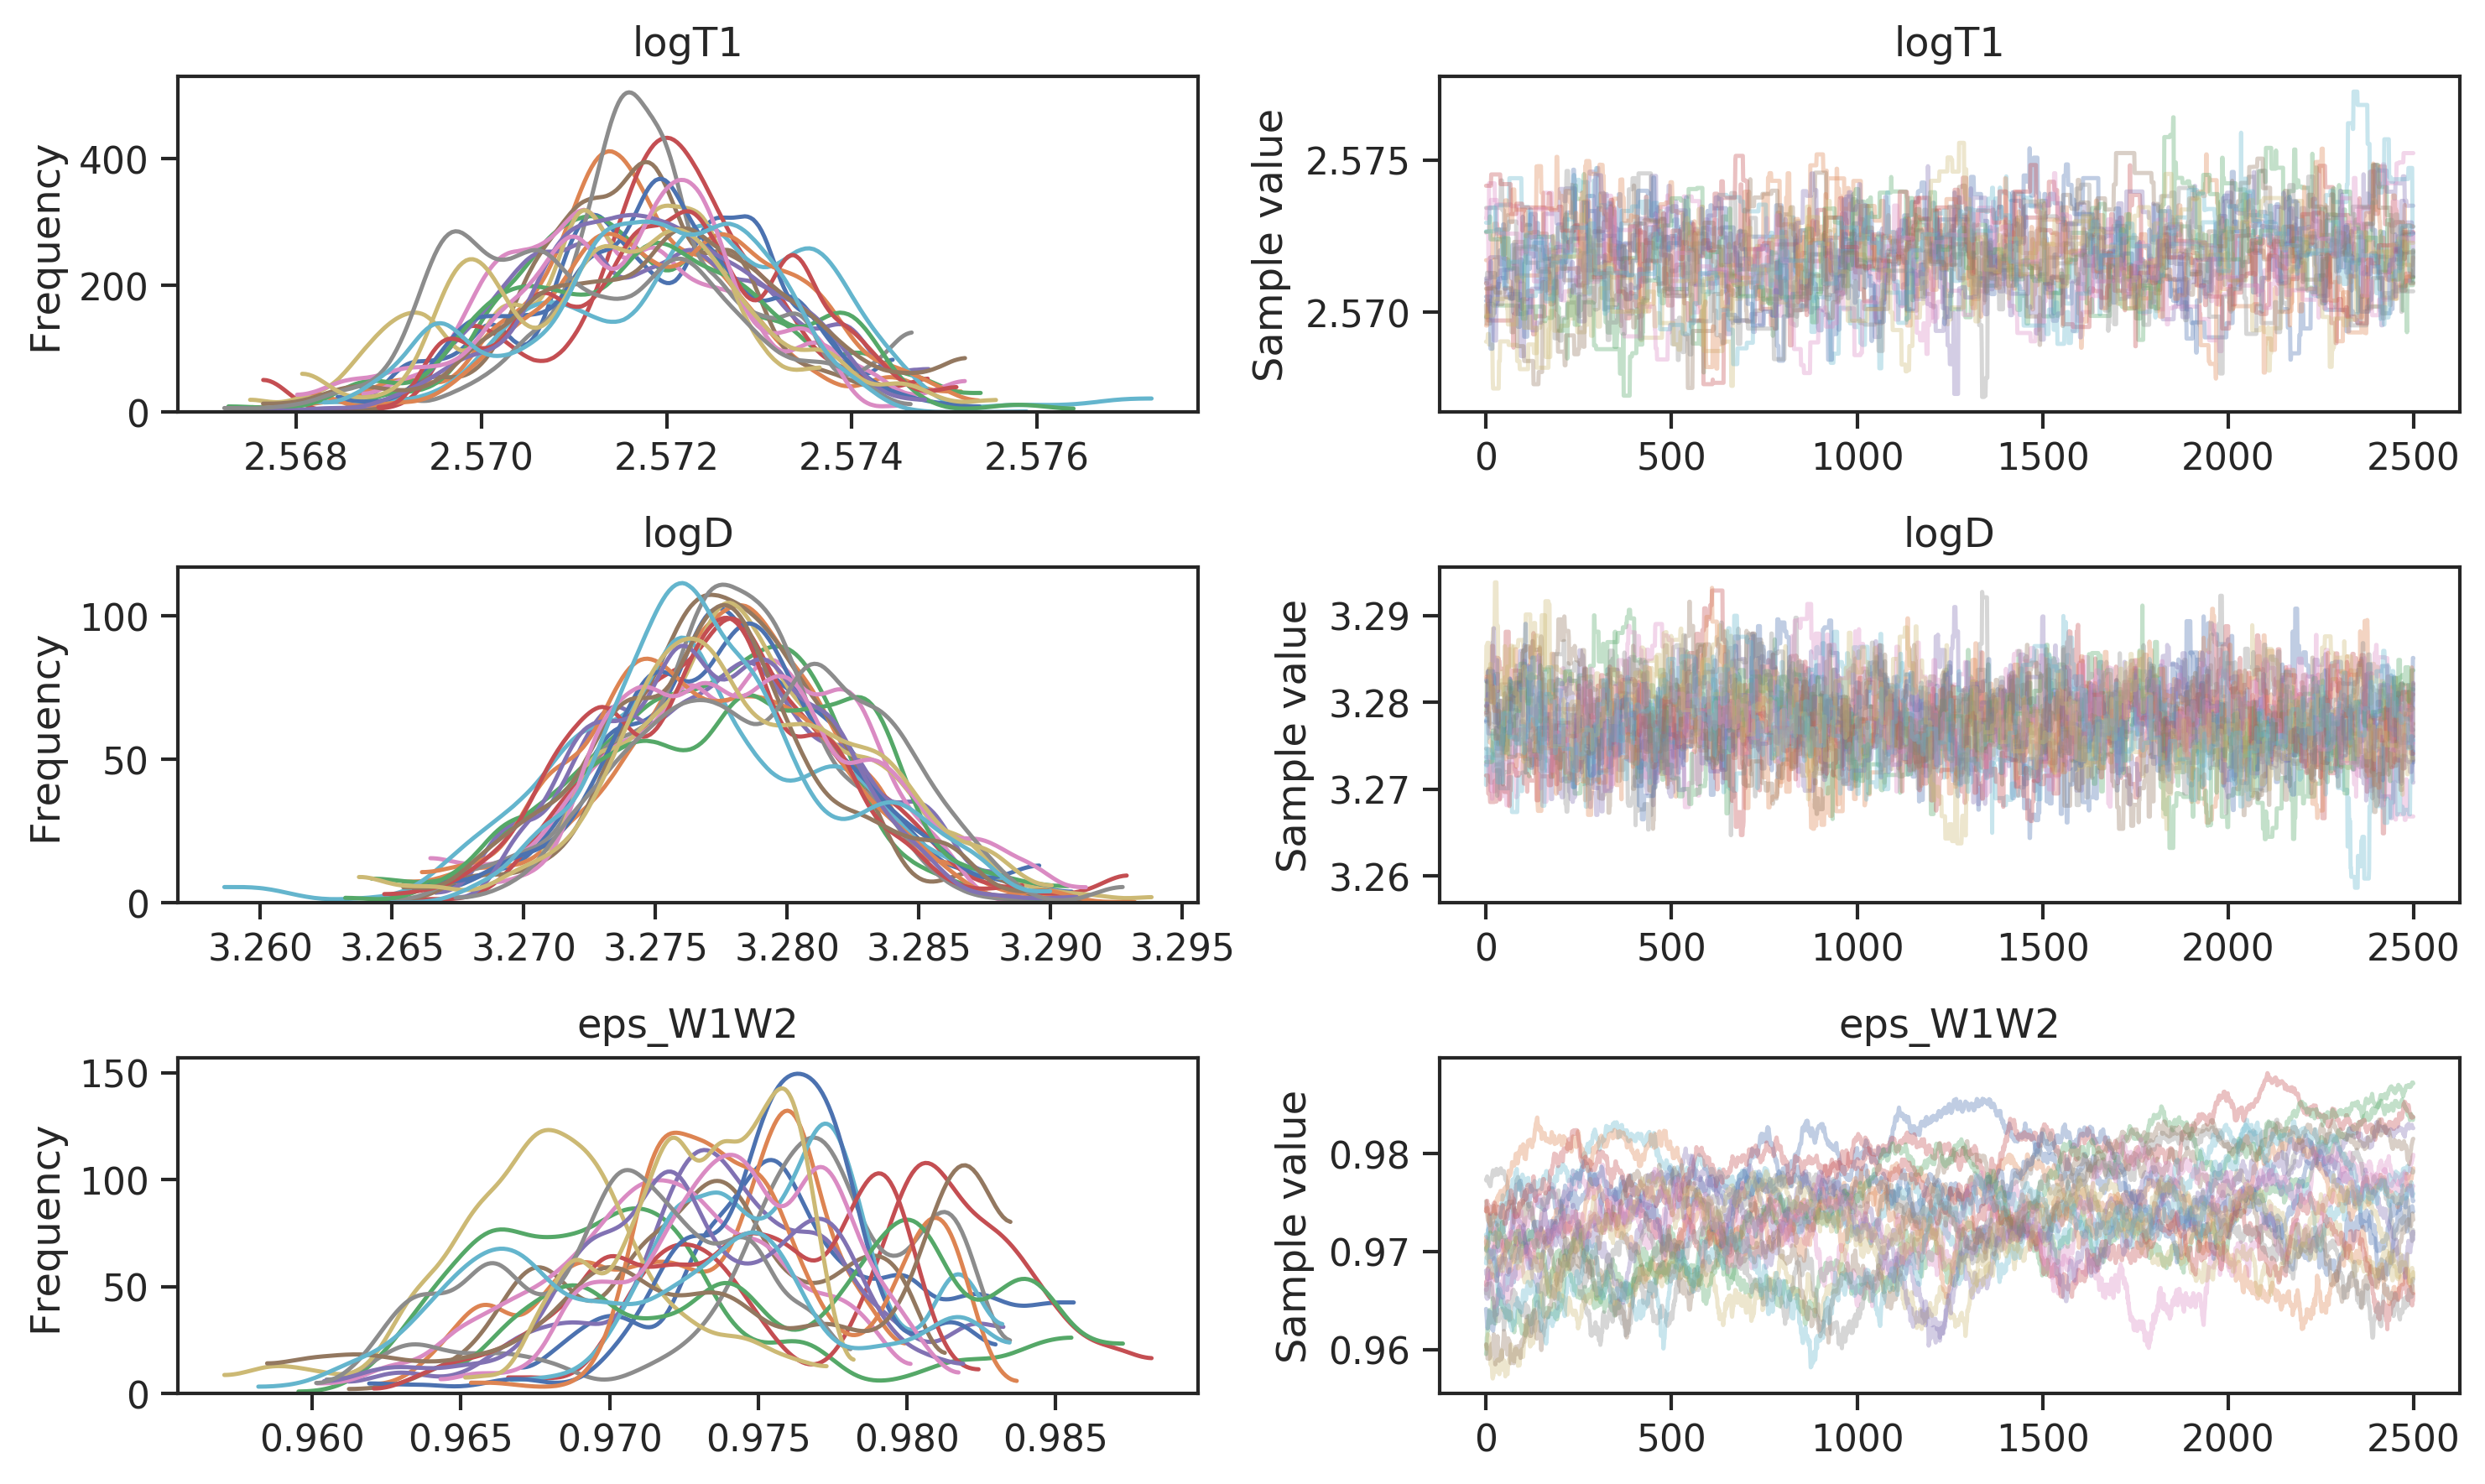 logT1
Frequency
400
200
0
2.568 2.570 2.572 2.574 2.576
logT1
Sample value
2.575
2.570
0 500 1000 1500 2000 2500
logD
Frequency
100
50
0
3.260 3.265 3.270 3.275 3.280 3.285 3.290 3.295
logD
Sample value
3.29
3.28
3.27
3.26
0 500 1000 1500 2000 2500
eps_W1W2
Frequency
150
100
50
0
0.960 0.965 0.970 0.975 0.980 0.985
eps_W1W2
Sample value
0.98
0.97
0.96
0 500 1000 1500 2000 2500